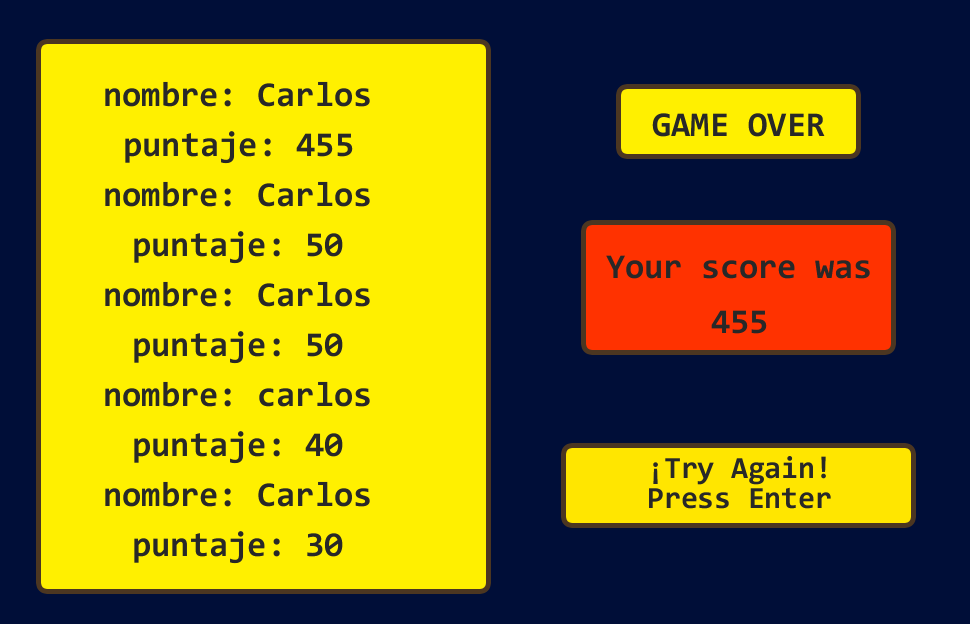 nombre: Carlos
puntaje: 455
nombre: Carlos
puntaje: 50
nombre: Carlos
puntaje: 50
nombre: carlos
puntaje: 40
nombre: Carlos
puntaje: 30
GAME OVER
Your score was
455
¡Try Again!
Press Enter